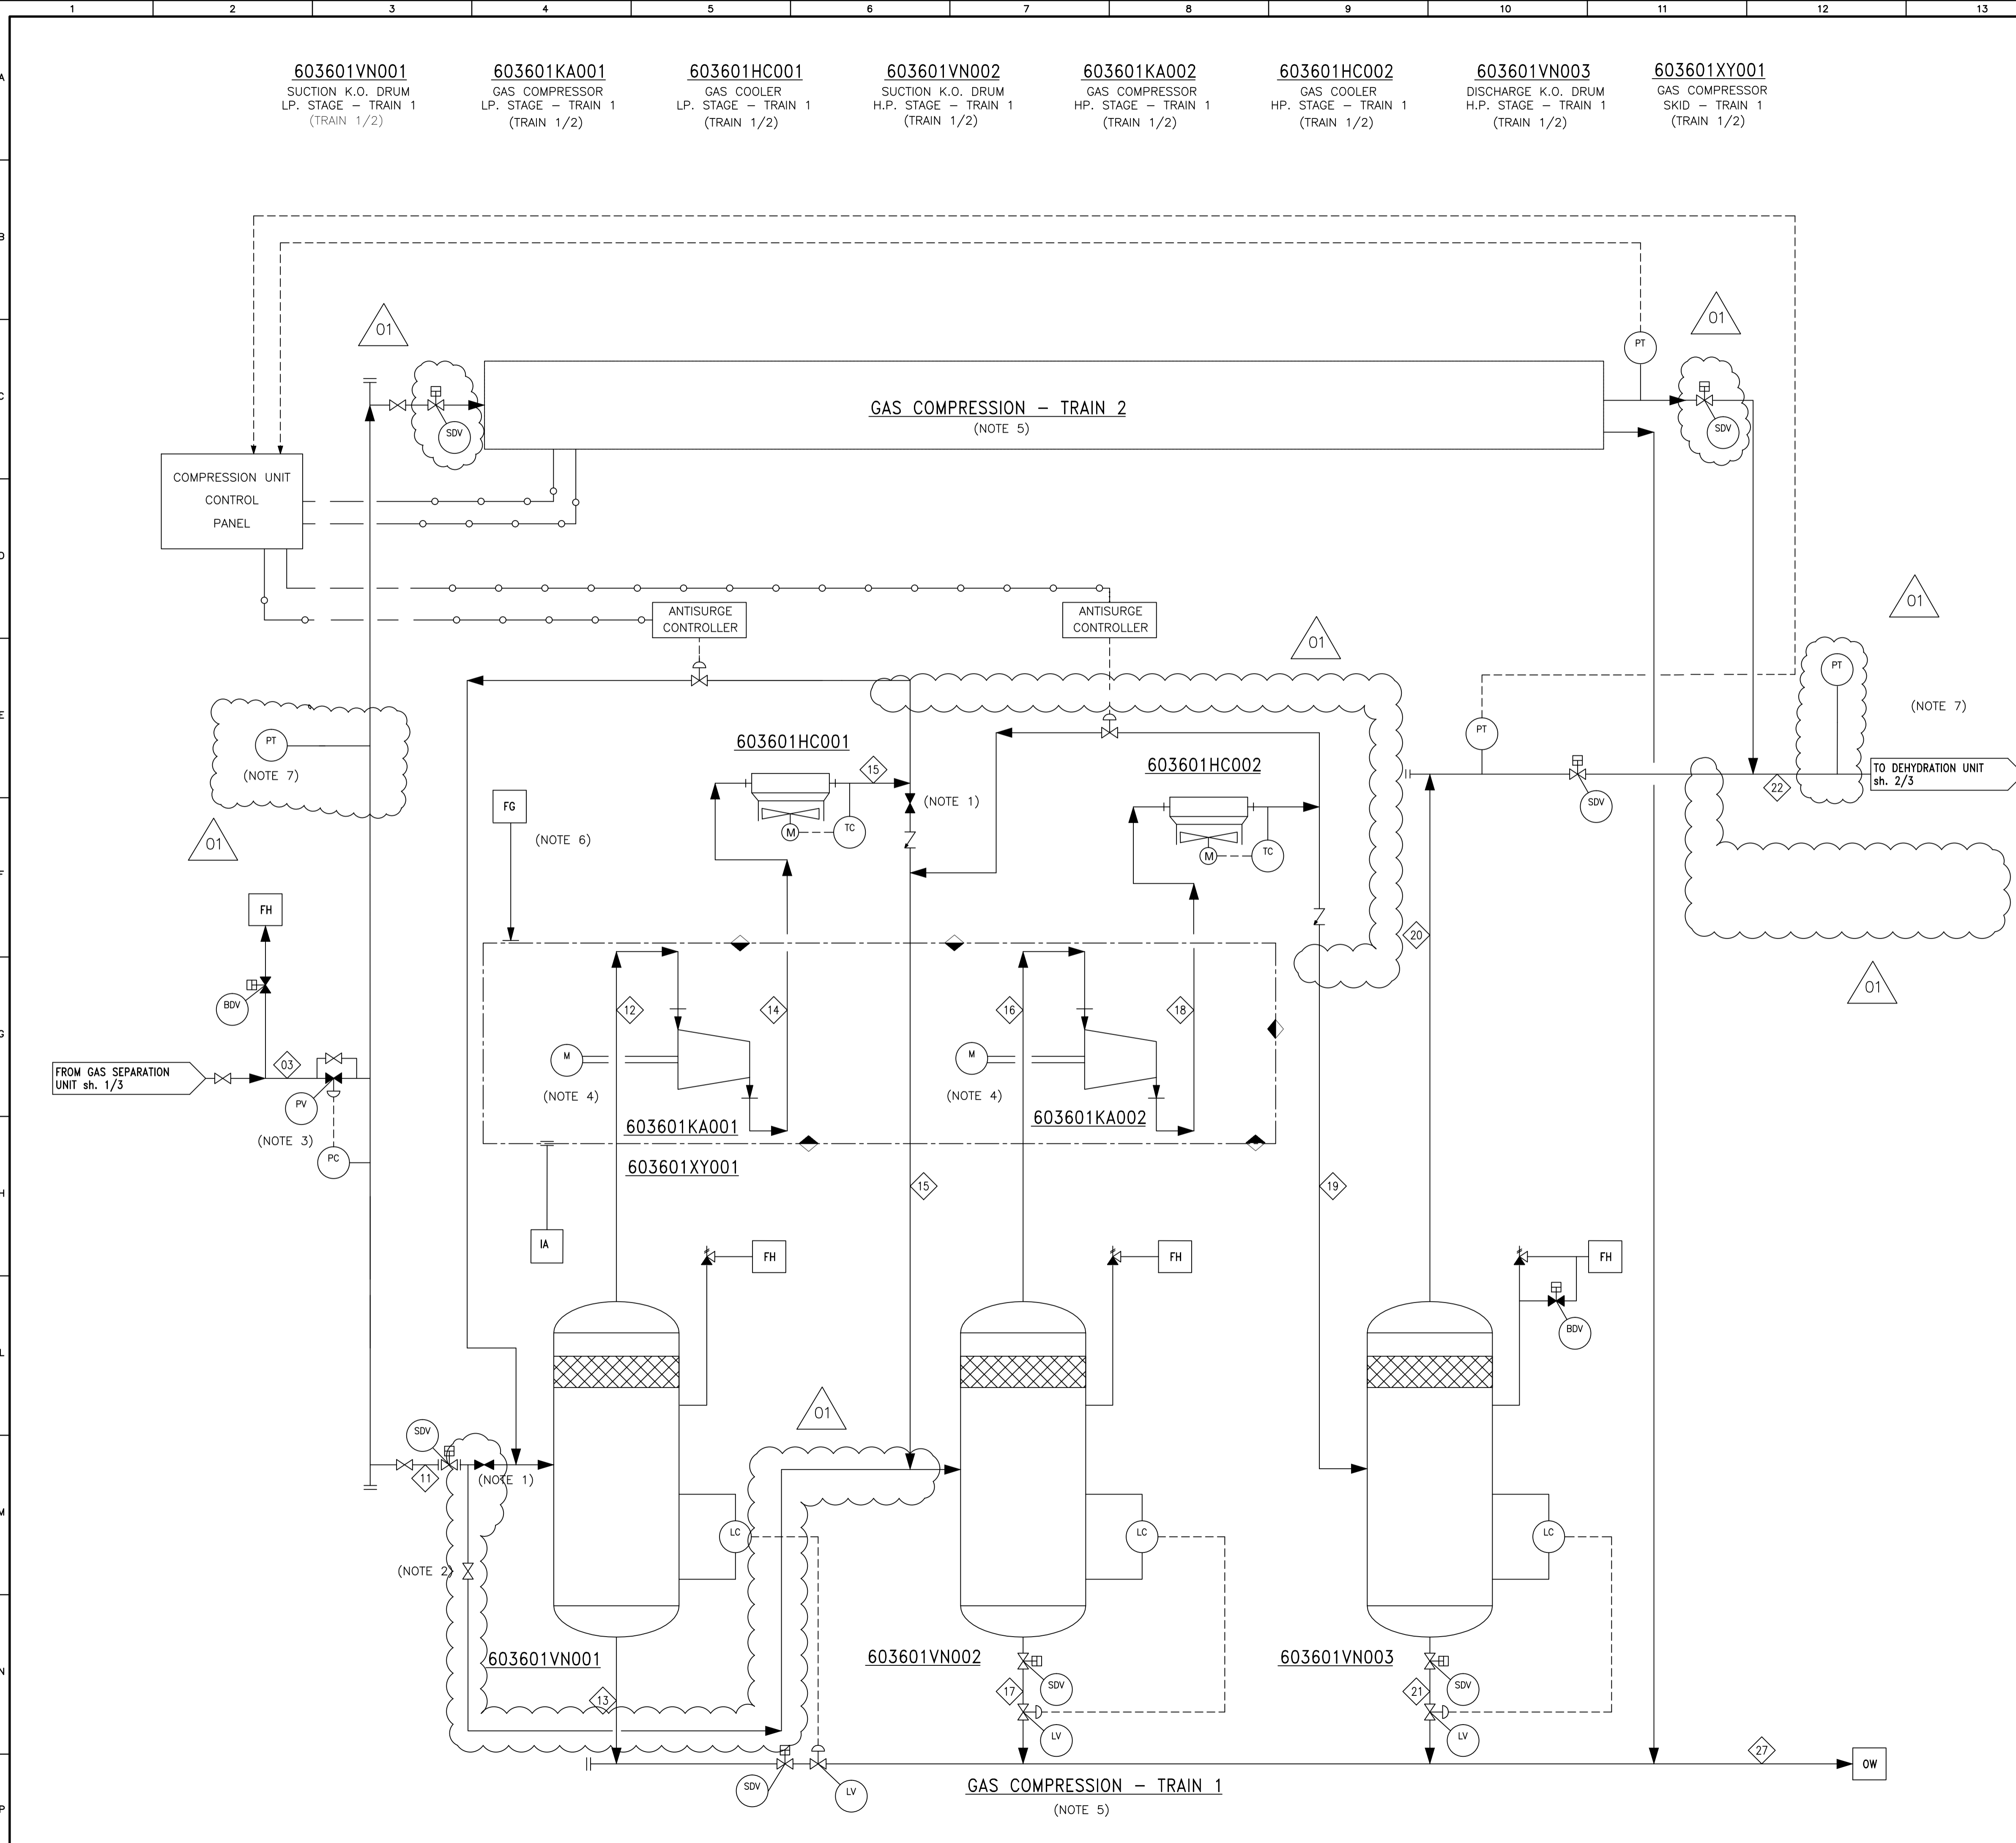 1 2 3 4 5 6 7 8 9 10 11 12 13
A
603601VN001
SUCTION K.O. DRUM
LP. STAGE – TRAIN 1
(TRAIN 1/2)
603601KA001
GAS COMPRESSOR
LP. STAGE – TRAIN 1
(TRAIN 1/2)
603601HC001
GAS COOLER
LP. STAGE – TRAIN 1
(TRAIN 1/2)
603601VN002
SUCTION K.O. DRUM
H.P. STAGE – TRAIN 1
(TRAIN 1/2)
603601KA002
GAS COMPRESSOR
HP. STAGE – TRAIN 1
(TRAIN 1/2)
603601HC002
GAS COOLER
HP. STAGE – TRAIN 1
(TRAIN 1/2)
603601VN003
DISCHARGE K.O. DRUM
H.P. STAGE – TRAIN 1
(TRAIN 1/2)
603601XY001
GAS COMPRESSOR
SKID – TRAIN 1
(TRAIN 1/2)
B
01
01
PT
C
SDV
GAS COMPRESSION – TRAIN 2
(NOTE 5)
SDV
COMPRESSION UNIT
CONTROL
PANEL
D
ANTISURGE
CONTROLLER
ANTISURGE
CONTROLLER
01
01
E
PT
(NOTE 7)
PT
(NOTE 7)
PT
603601HC001
15
603601HC002
TO DEHYDRATION UNIT
sh. 2/3
22
SDV
FG
(NOTE 6)
(NOTE 1)
M
TC
M
TC
01
F
FH
20
01
BDV
12
14
16
18
G
FROM GAS SEPARATION
UNIT sh. 1/3
03
PV
(NOTE 3)
PC
M
(NOTE 4)
603601KA001
M
(NOTE 4)
603601KA002
603601XY001
15
19
H
IA
FH
FH
FH
BDV
L
01
SDV
11
(NOTE 1)
M
LC
LC
LC
(NOTE 2)
N
603601VN001
603601VN002
603601VN003
13
17
SDV
LV
21
SDV
LV
27
OW
SDV
LV
GAS COMPRESSION – TRAIN 1
(NOTE 5)
P